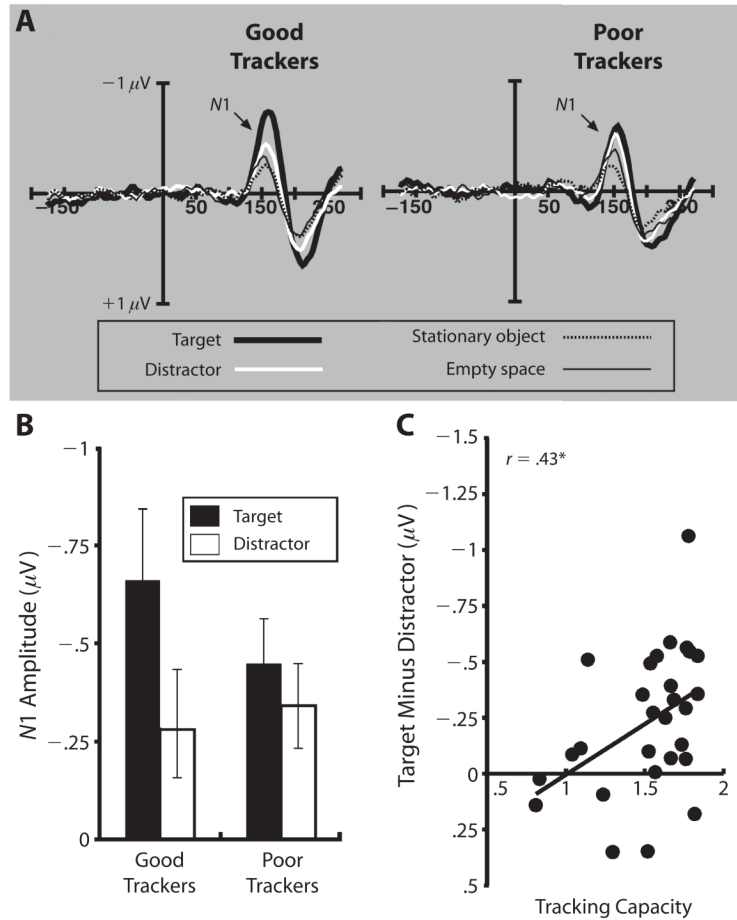 A
Good
Trackers
Poor
Trackers
−1 μV
N1
N1
−150
50
150
250
−150
50
150
250
+1 μV
Target
Stationary object
Distractor
Empty space
B
−1
Target
Distractor
−.75
−.5
−.25
0
N1 Amplitude (μV)
Good
Trackers
Poor
Trackers
C
−1.5
r = .43*
−1.25
−1
−.75
−.5
−.25
0
.25
.5
Target Minus Distractor (μV)
.5
1
1.5
2
Tracking Capacity